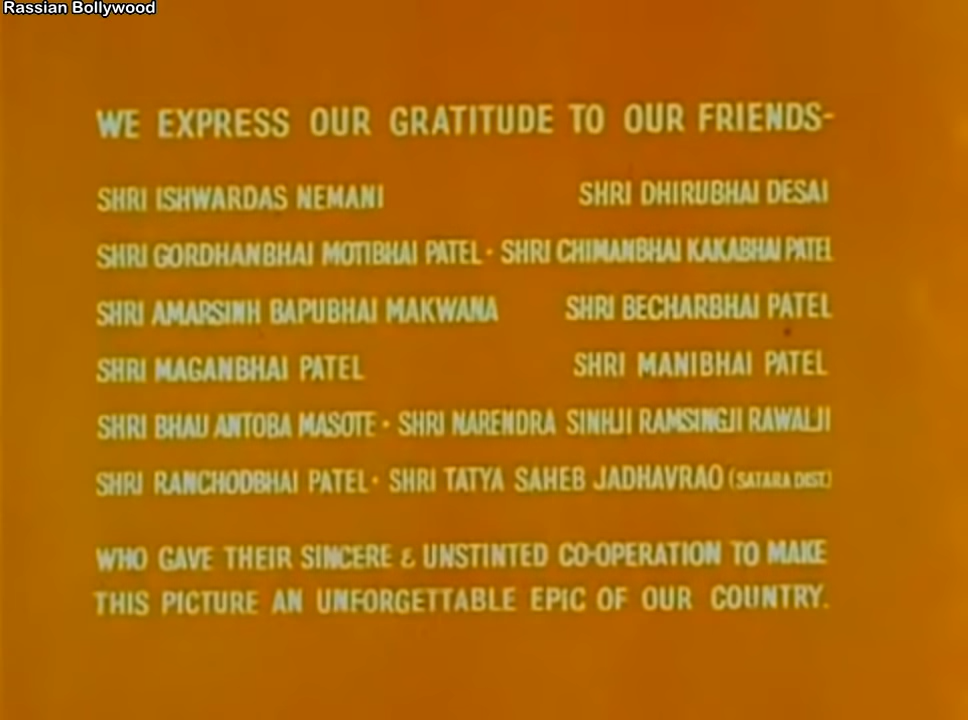 Rassian Bollywood
WE EXPRESS OUR GRATITUDE TO OUR FRIENDS-
SHRI ISHWARDAS NEMANI SHRI DHIRUBHAI DESAI
SHRI GORDHANBHAI MOTIBHAI PATEL · SHRI CHIMANBHAI KAKABHAI PATEL
SHRI AMARSINH BAPUBHAI MAKWANA SHRI BECHARBHAI PATEL
SHRI MAGANBHAI PATEL SHRI MANIBHAI PATEL
SHRI BHAU ANTOBA MASOTE · SHRI NARENDRA SINHJI RAMSINGJI RAWALJI
SHRI RANCHODBHAI PATEL · SHRI TATYA SAHEB JADHAVRAO (SATARA DIST.)
WHO GAVE THEIR SINCERE & UNSTINTED CO-OPERATION TO MAKE
THIS PICTURE AN UNFORGETTABLE EPIC OF OUR COUNTRY.